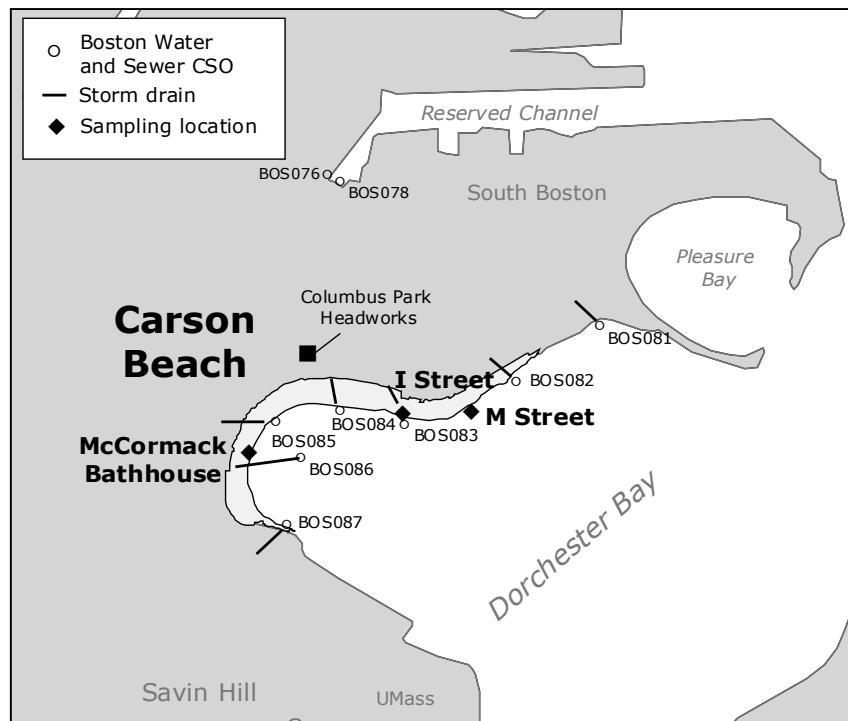 Boston Water
and Sewer CSO
Storm drain
Sampling location
Reserved Channel
BOS076
BOS078
South Boston
Pleasure
Bay
Columbus Park
Headworks
Carson
Beach
BOS081
I Street
BOS082
M Street
BOS084
BOS083
BOS085
McCormack
Bathhouse
BOS086
BOS087
Dorchester Bay
Savin Hill
UMass